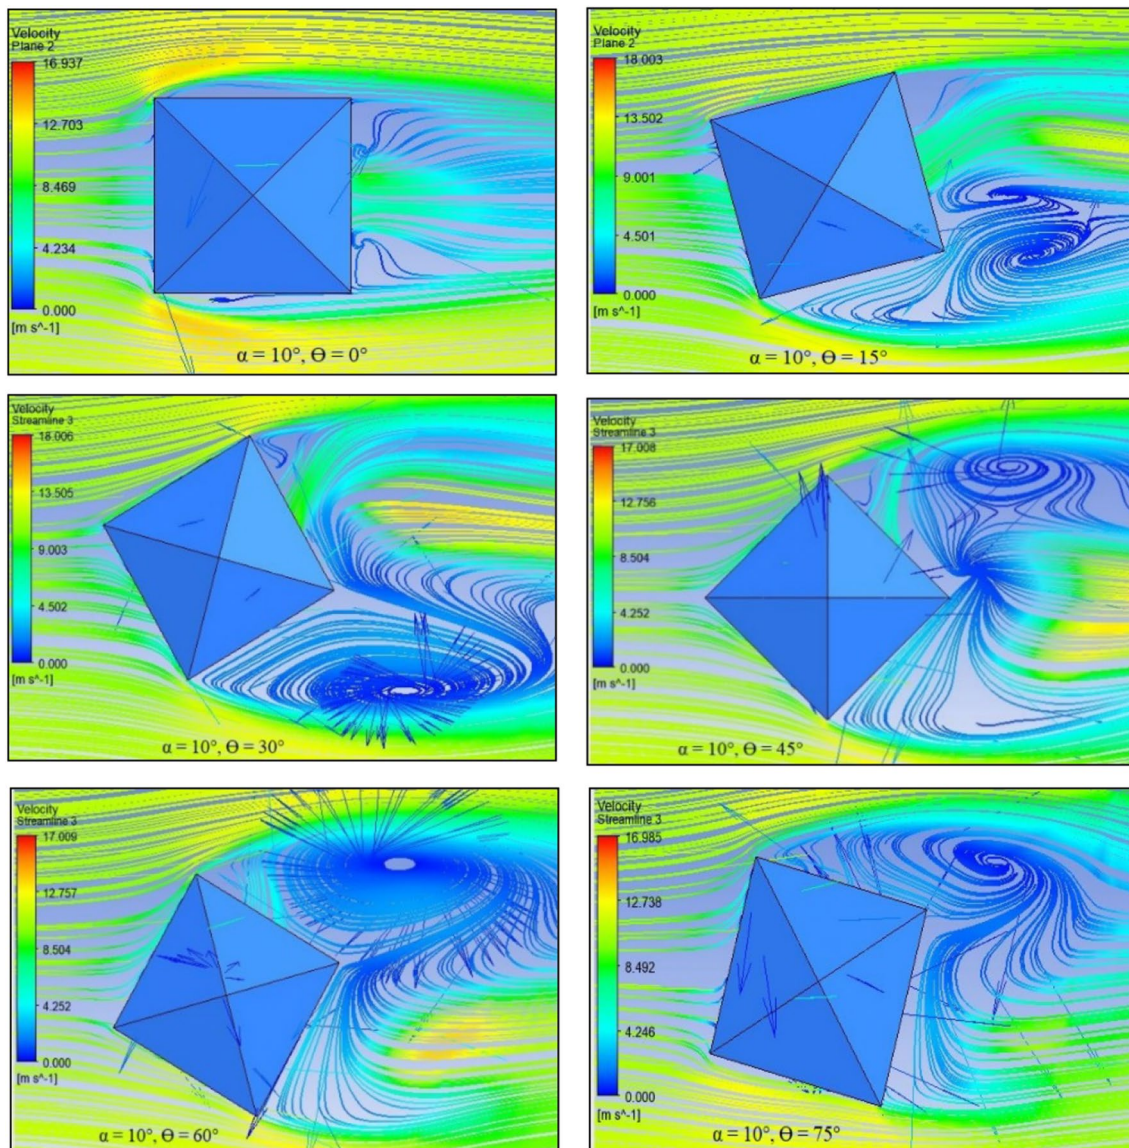 Velocity
Plane 2
16.937
12.703
8.469
4.234
0.000
[m s^-1]
α = 10°, Θ = 0°
Velocity
Plane 2
18.003
13.502
9.001
4.501
0.000
[m s^-1]
α = 10°, Θ = 15°
Velocity
Streamline 3
18.006
13.505
9.003
4.502
0.000
[m s^-1]
α = 10°, Θ = 30°
Velocity
Streamline 3
17.008
12.756
8.504
4.252
0.000
[m s^-1]
α = 10°, Θ = 45°
Velocity
Streamline 3
17.009
12.757
8.504
4.252
0.000
[m s^-1]
α = 10°, Θ = 60°
Velocity
Streamline 3
16.985
12.738
8.492
4.246
0.000
[m s^-1]
α = 10°, Θ = 75°